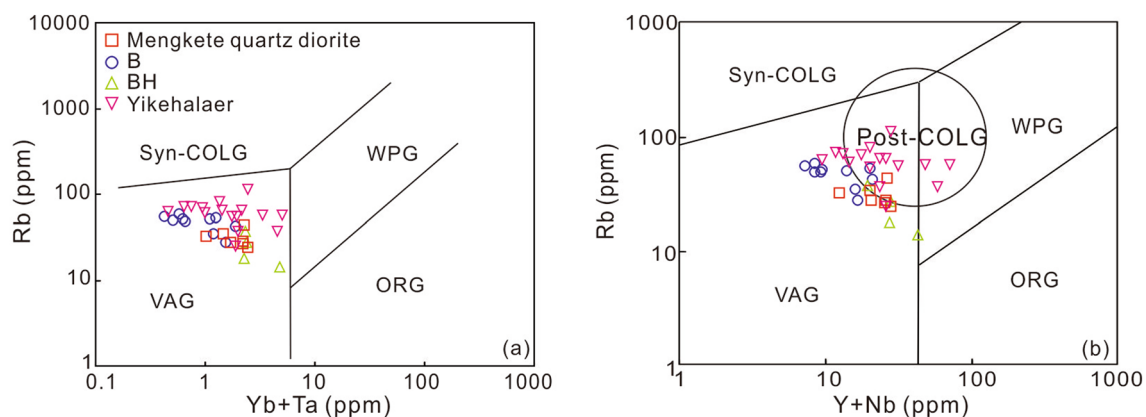 10000
1000
100
10
1
Rb (ppm)
Mengkete quartz diorite
B
BH
Yikehalaer
Syn-COLG
WPG
VAG
ORG
(a)
0.1 1 10 100 1000
Yb+Ta (ppm)
1000
100
10
1
Rb (ppm)
Syn-COLG
Post-COLG
WPG
VAG
ORG
(b)
1 10 100 1000
Y+Nb (ppm)